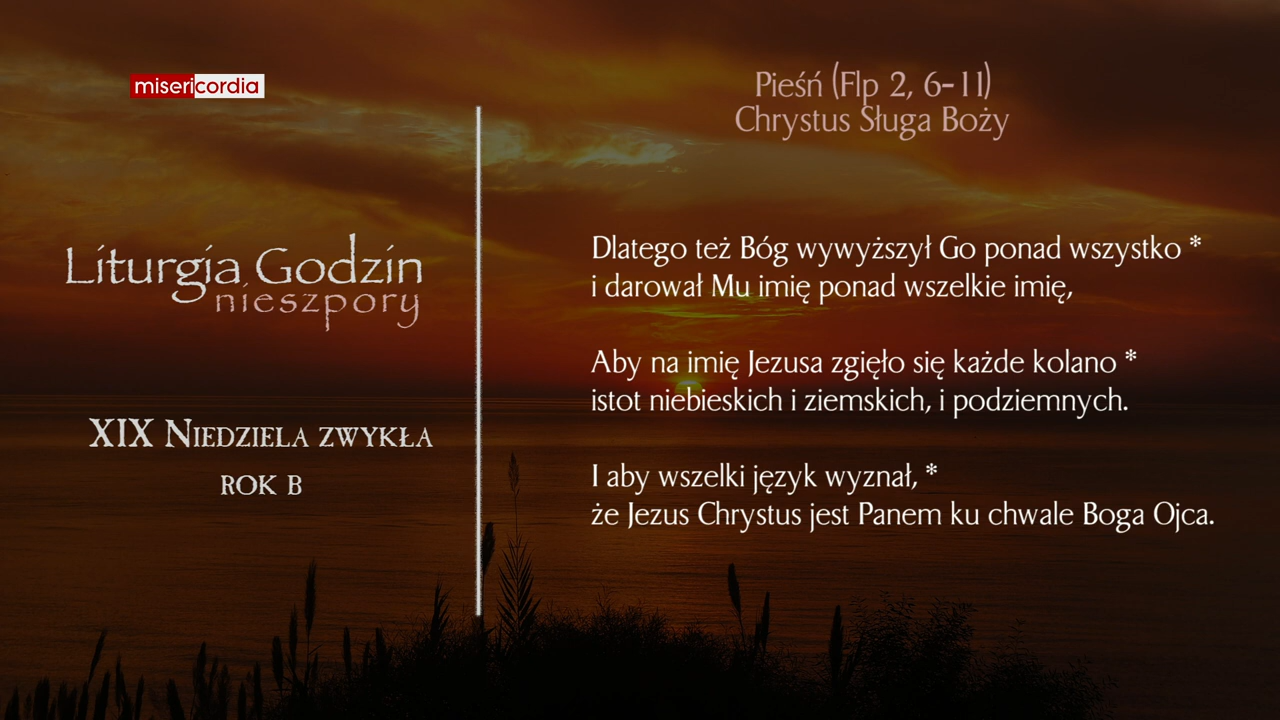 misericordia
Liturgia Godzin
nieszpory
XIX Niedziela zwykła
rok B
Pieśń (Flp 2, 6-11)
Chrystus Sługa Boży
Dlatego też Bóg wywyższył Go ponad wszystko *
i darował Mu imię ponad wszelkie imię,
Aby na imię Jezusa zgięło się każde kolano *
istot niebieskich i ziemskich, i podziemnych.
I aby wszelki język wyznał, *
że Jezus Chrystus jest Panem ku chwale Boga Ojca.